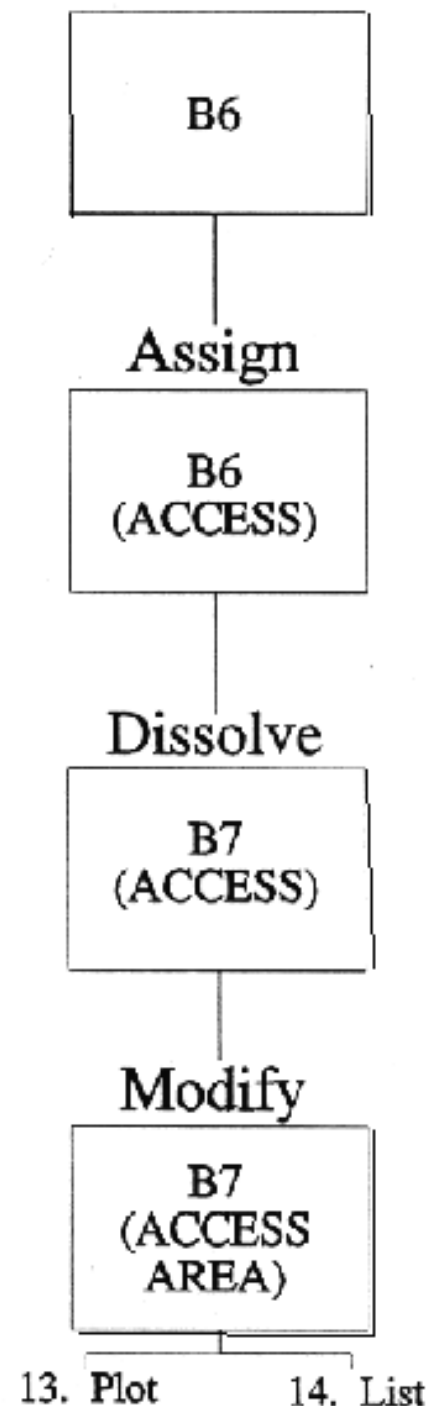 B6
Assign
B6
(ACCESS)
Dissolve
B7
(ACCESS)
Modify
B7
(ACCESS
AREA)
13. Plot 14. List